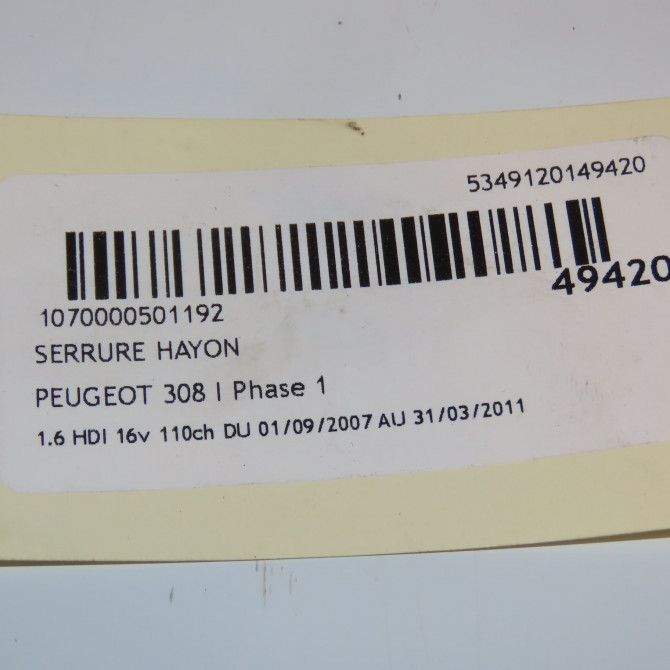 5349120149420
49420
1070000501192
SERRURE HAYON
PEUGEOT 308 I Phase 1
1.6 HDI 16v 110ch DU 01/09/2007 AU 31/03/2011